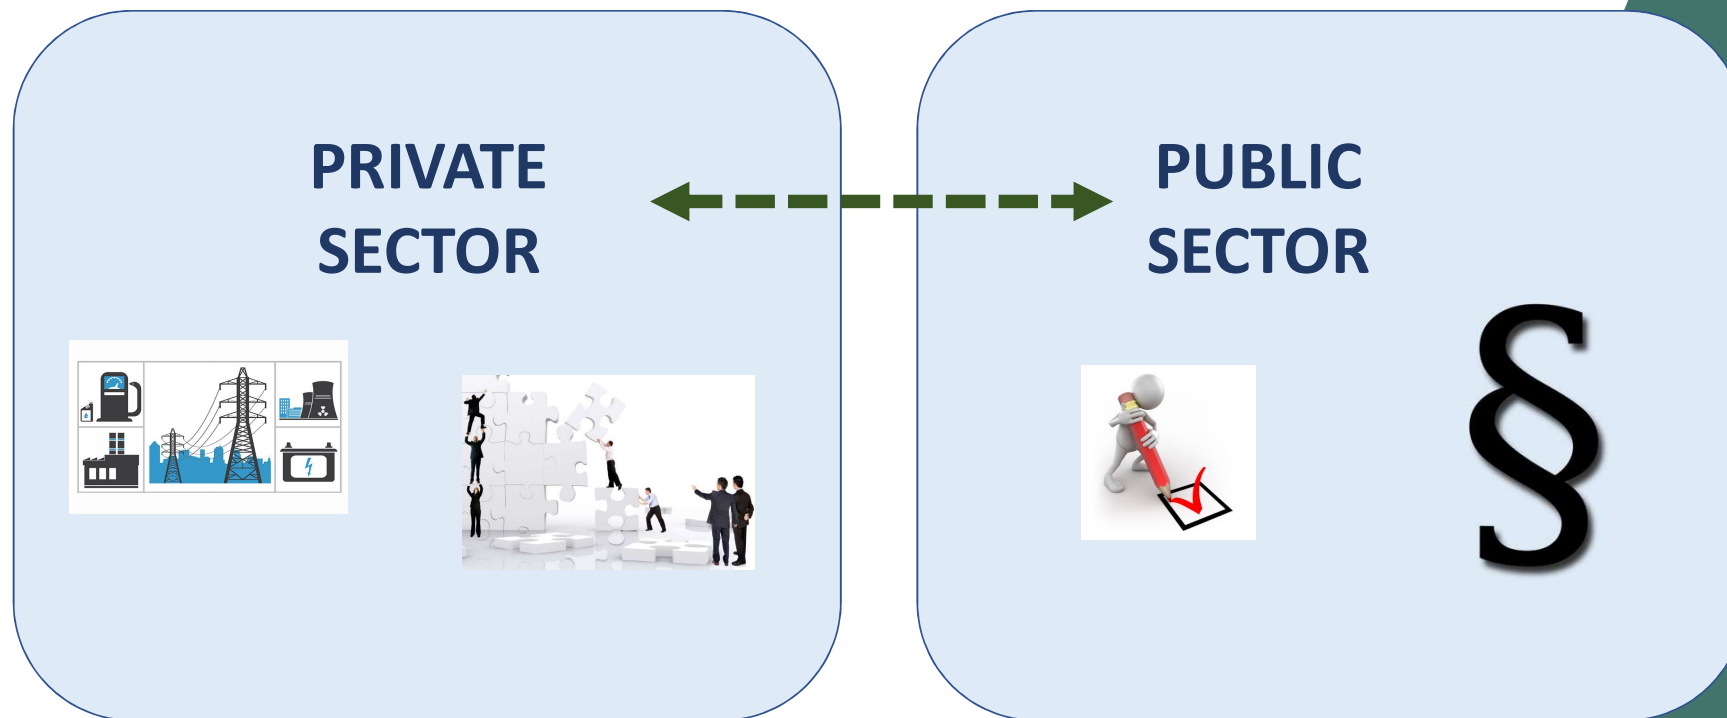 PRIVATE
SECTOR
PUBLIC
SECTOR
§